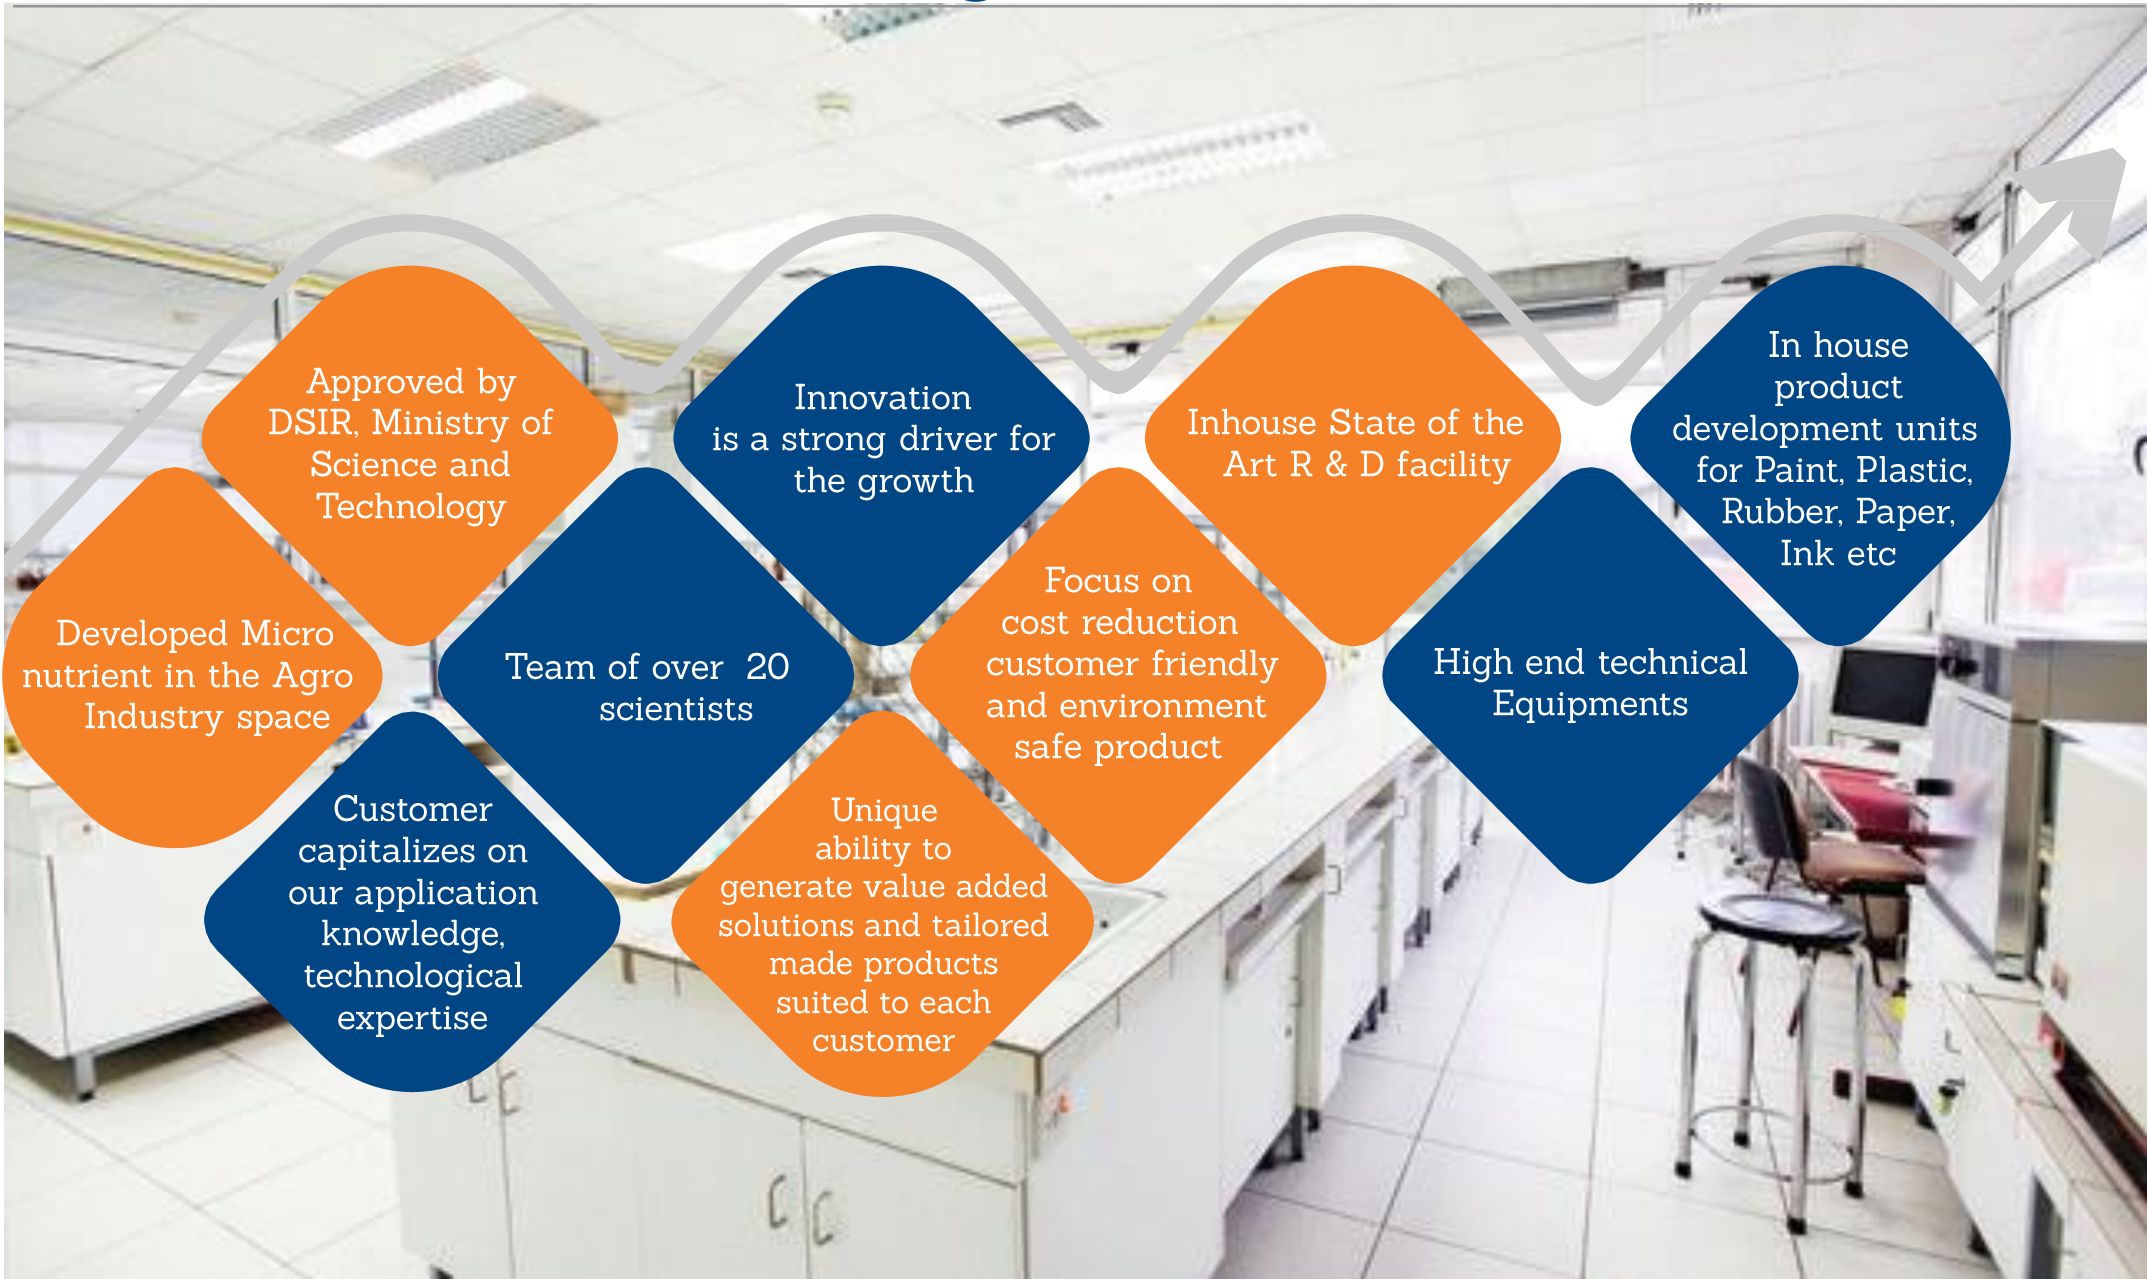 Approved by
DSIR, Ministry of
Science and
Technology
Innovation
is a strong driver for
the growth
Inhouse State of the
Art R & D facility
In house
product
development units
for Paint, Plastic,
Rubber, Paper,
Ink etc
Developed Micro
nutrient in the Agro
Industry space
Team of over 20
scientists
Focus on
cost reduction
customer friendly
and environment
safe product
High end technical
Equipments
Customer
capitalizes on
our application
knowledge,
technological
expertise
Unique
ability to
generate value added
solutions and tailored
made products
suited to each
customer